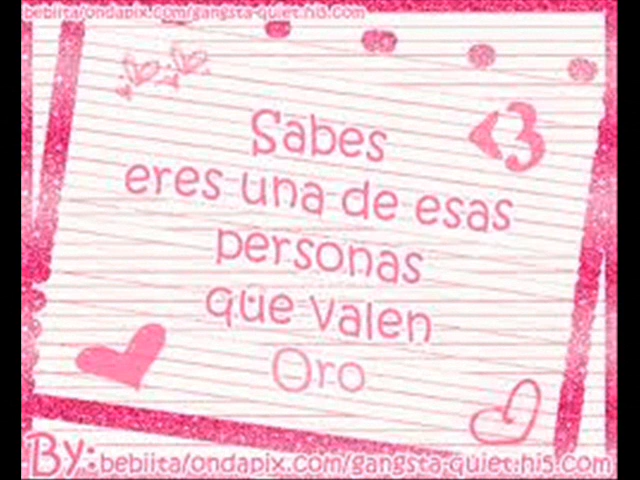 bebiita/ondapix.com/gangsta-quiet.hi5.com
<3
Sabes
eres una de esas
personas
que valen
Oro
By: bebiita/ondapix.com/gangsta-quiet.hi5.com